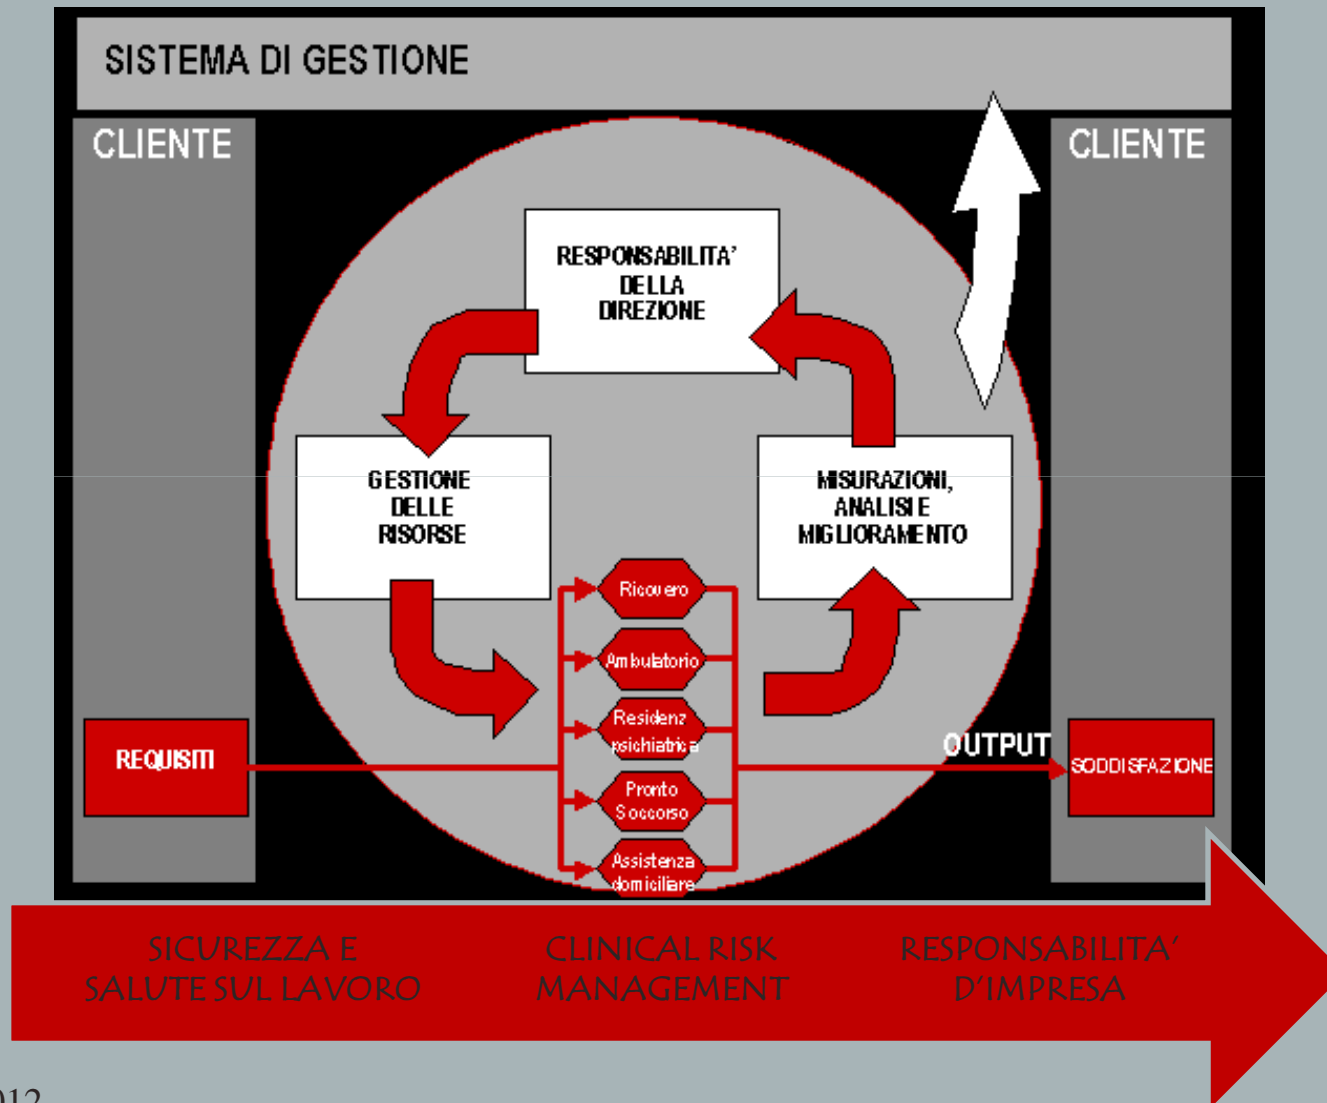 SISTEMA DI GESTIONE
CLIENTE
CLIENTE
RESPONSABILITA'
DELLA
DIREZIONE
GESTIONE
DELLE
RISORSE
MISURAZIONI,
ANALISI E
MIGLIORAMENTO
Ricovero
Ambulatorio
Residenz
psichiatrica
Pronto
Soccorso
Assistenza
domiciliare
REQUISITI
OUTPUT
SODDISFAZIONE
SICUREZZA E
SALUTE SUL LAVORO
CLINICAL RISK
MANAGEMENT
RESPONSABILITA'
D'IMPRESA